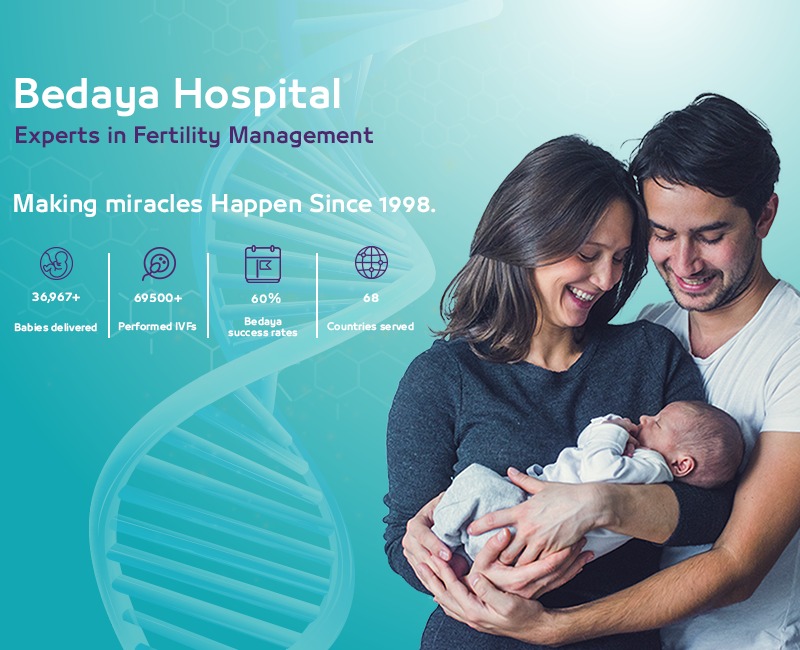 Bedaya Hospital
Experts in Fertility Management
Making miracles Happen Since 1998.
36,967+
Babies delivered
69500+
Performed IVFs
60%
Bedaya
success rates
68
Countries served